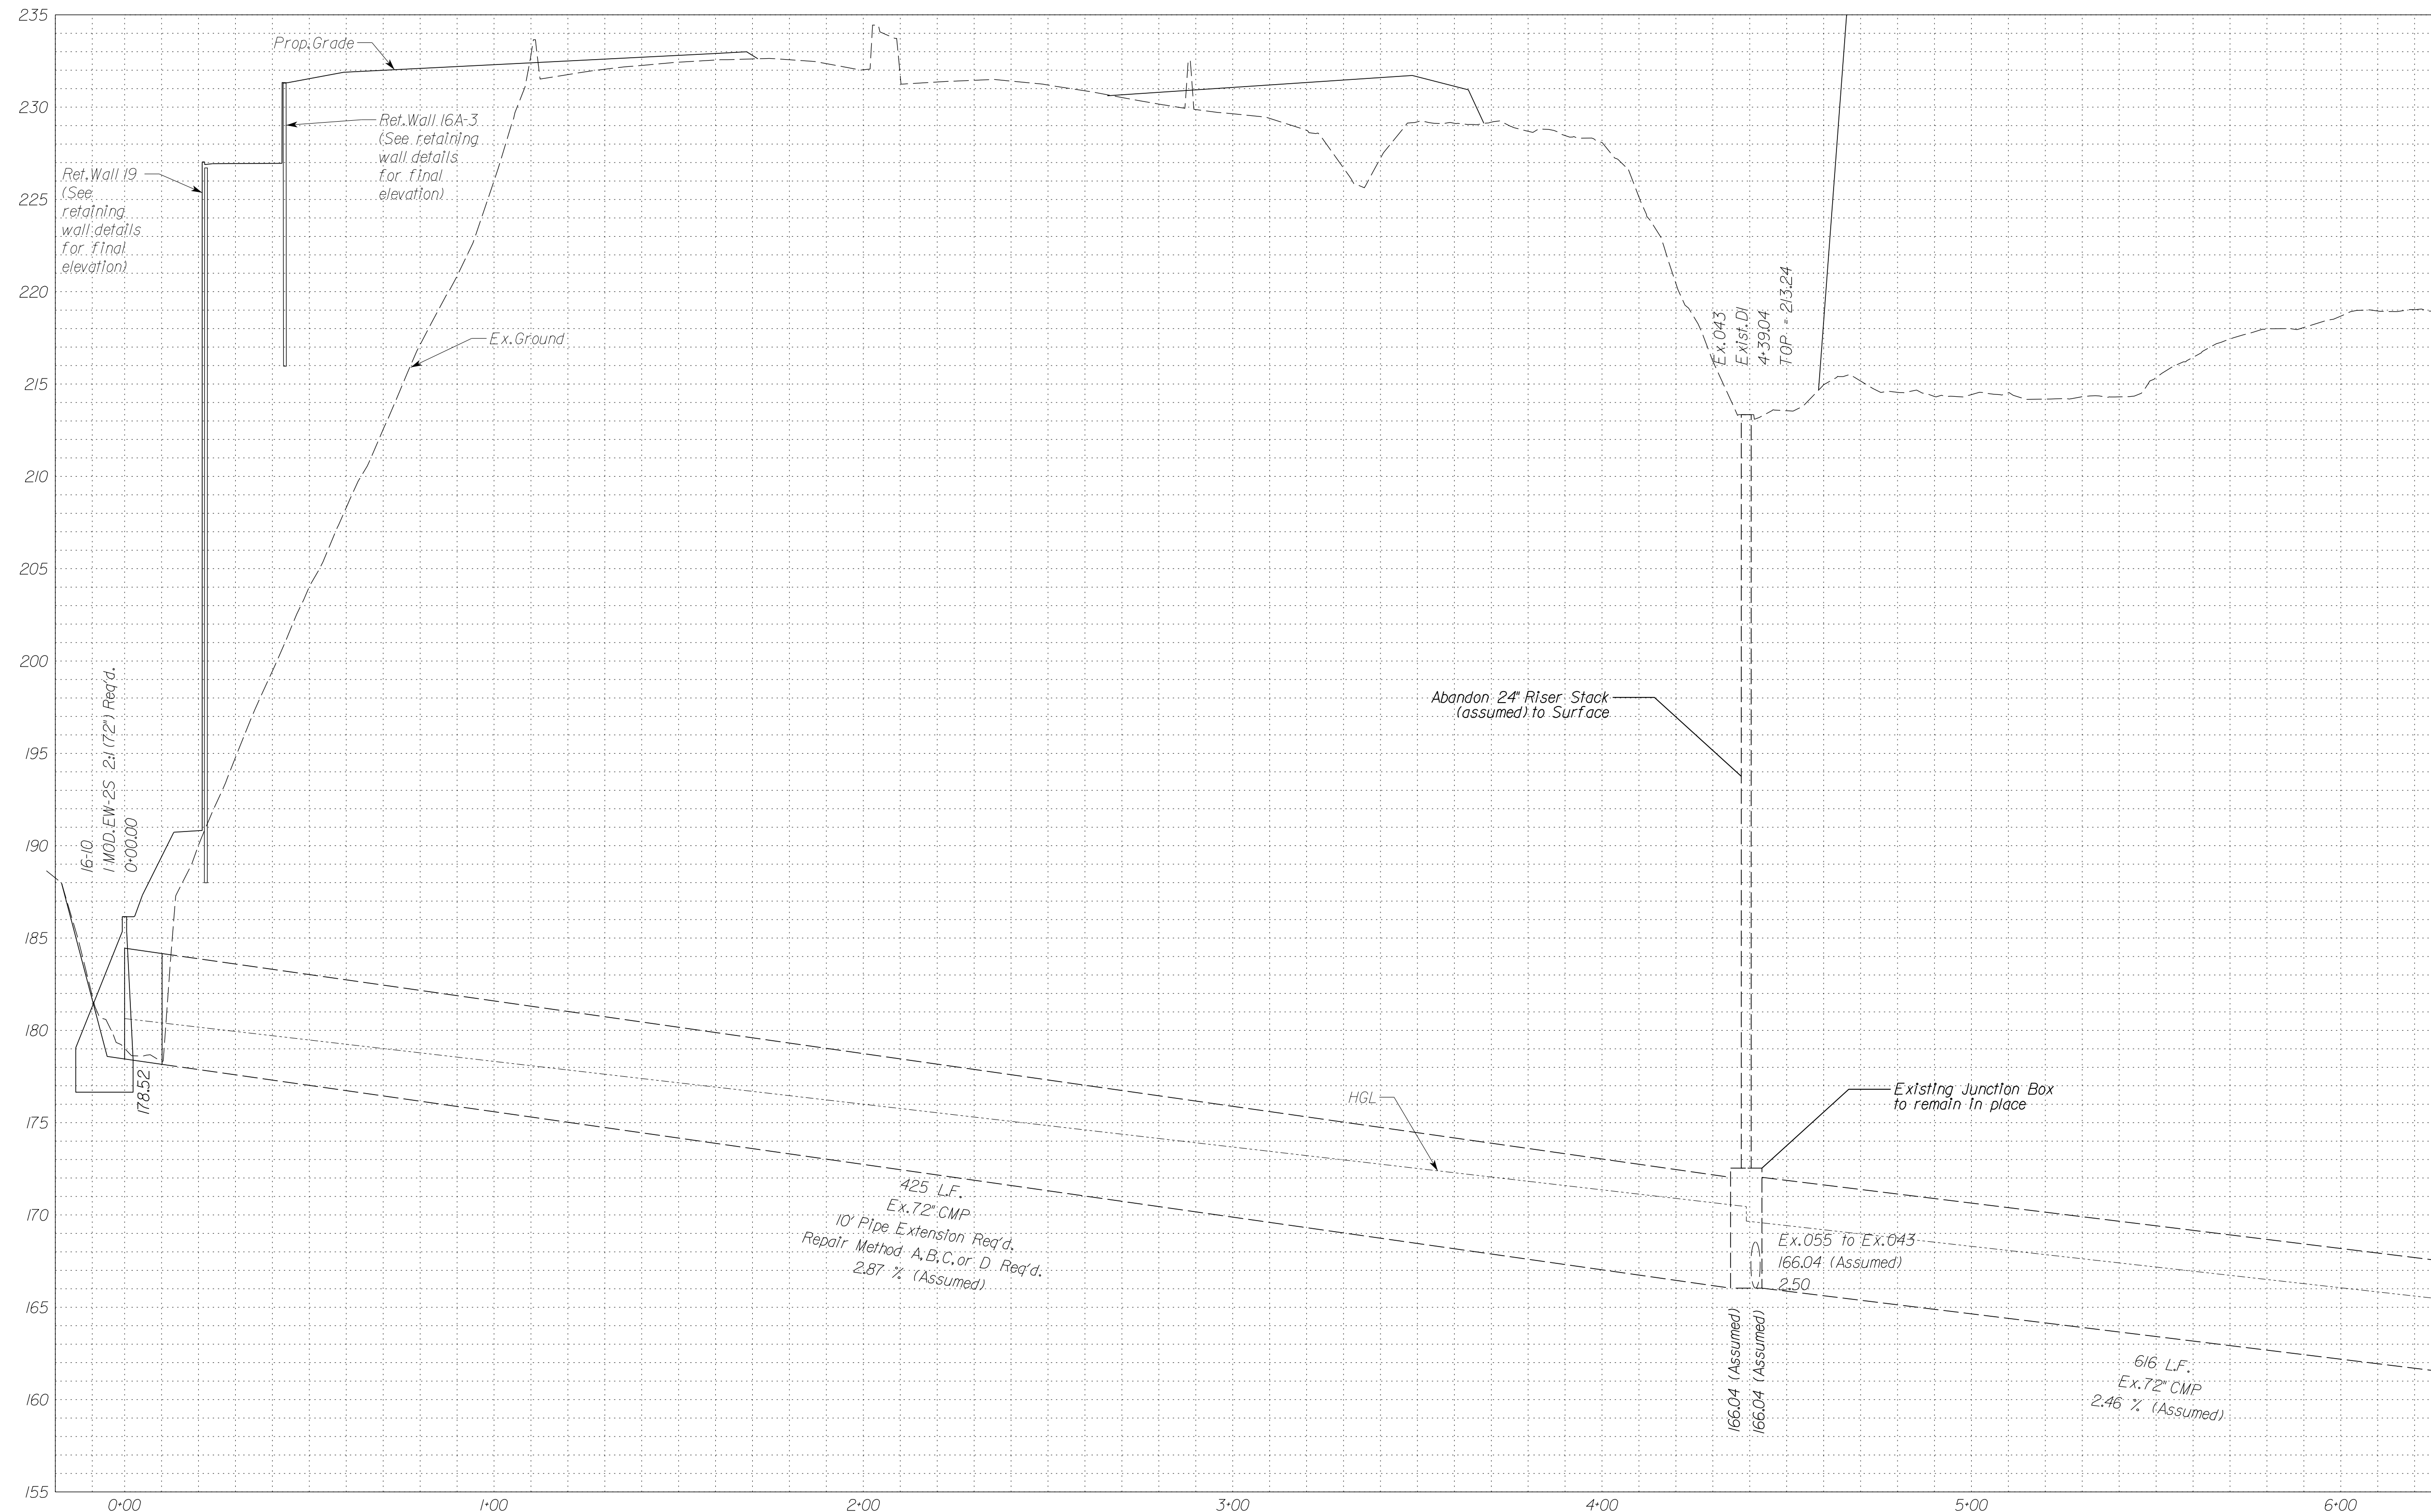 235
230
225
220
215
210
205
200
195
190
185
180
175
170
165
160
155
Prop. Grade
Ret. Wall 16A-3
(See retaining
wall details
for final
elevation)
Ret. Wall 19
(See
retaining
wall details
for final
elevation)
Ex. Ground
16-10
1 MOD. EW-2S 2:1 (72") Req'd.
0+00.00
178.52
Ex. 043
Exist. DI
4+39.04
TOP = 213.24
Abandon 24" Riser Stack
(assumed) to Surface
Existing Junction Box
to remain in place
HGL
425 L.F.
Ex. 72" CMP
10' Pipe Extension Req'd.
Repair Method A, B, C, or D Req'd.
2.87 % (Assumed)
Ex. 055 to Ex. 043
166.04 (Assumed)
2.50
166.04 (Assumed)
166.04 (Assumed)
616 L.F.
Ex. 72" CMP
2.46 % (Assumed)
0+00
1+00
2+00
3+00
4+00
5+00
6+00